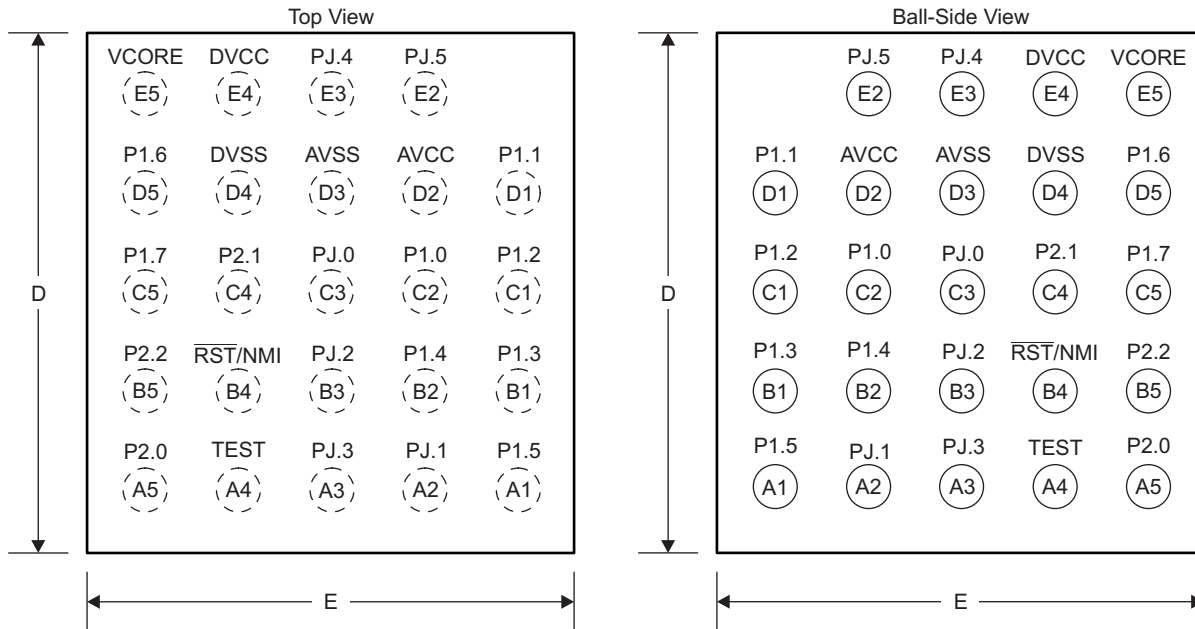 Top View
VCORE DVCC PJ.4 PJ.5
E5 E4 E3 E2
P1.6 DVSS AVSS AVCC P1.1
D5 D4 D3 D2 D1
P1.7 P2.1 PJ.0 P1.0 P1.2
C5 C4 C3 C2 C1
P2.2 RST/NMI PJ.2 P1.4 P1.3
B5 B4 B3 B2 B1
P2.0 TEST PJ.3 PJ.1 P1.5
A5 A4 A3 A2 A1
D
E
Ball-Side View
PJ.5 PJ.4 DVCC VCORE
E2 E3 E4 E5
P1.1 AVCC AVSS DVSS P1.6
D1 D2 D3 D4 D5
P1.2 P1.0 PJ.0 P2.1 P1.7
C1 C2 C3 C4 C5
P1.3 P1.4 PJ.2 RST/NMI P2.2
B1 B2 B3 B4 B5
P1.5 PJ.1 PJ.3 TEST P2.0
A1 A2 A3 A4 A5
D
E